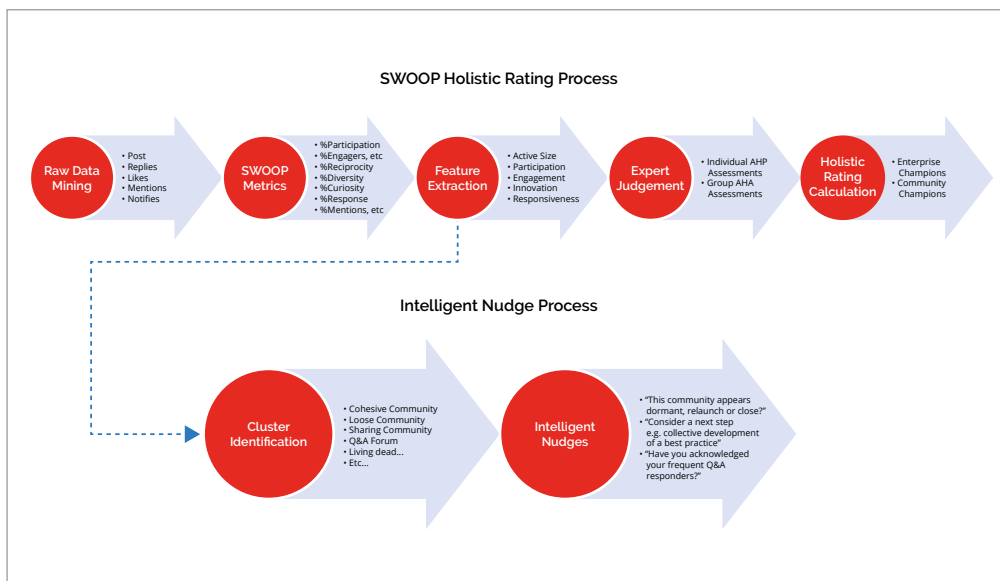 SWOOP Holistic Rating Process
Raw Data
Mining
• Post
• Replies
• Likes
• Mentions
• Notifies
SWOOP
Metrics
• %Participation
• %Engagers, etc
• %Reciprocity
• %Diversity
• %Curiosity
• %Response
• %Mentions, etc
Feature
Extraction
• Active Size
• Participation
• Engagement
• Innovation
• Responsiveness
Expert
Judgement
• Individual AHP
Assessments
• Group AHA
Assessments
Holistic
Rating
Calculation
• Enterprise
Champions
• Community
Champions
Intelligent Nudge Process
Cluster
Identification
• Cohesive Community
• Loose Community
• Sharing Community
• Q&A Forum
• Living dead...
• Etc...
Intelligent
Nudges
• “This community appears
dormant, relaunch or close?”
• “Consider a next step
e.g. collective development
of a best practice”
• “Have you acknowledged
your frequent Q&A
responders?”